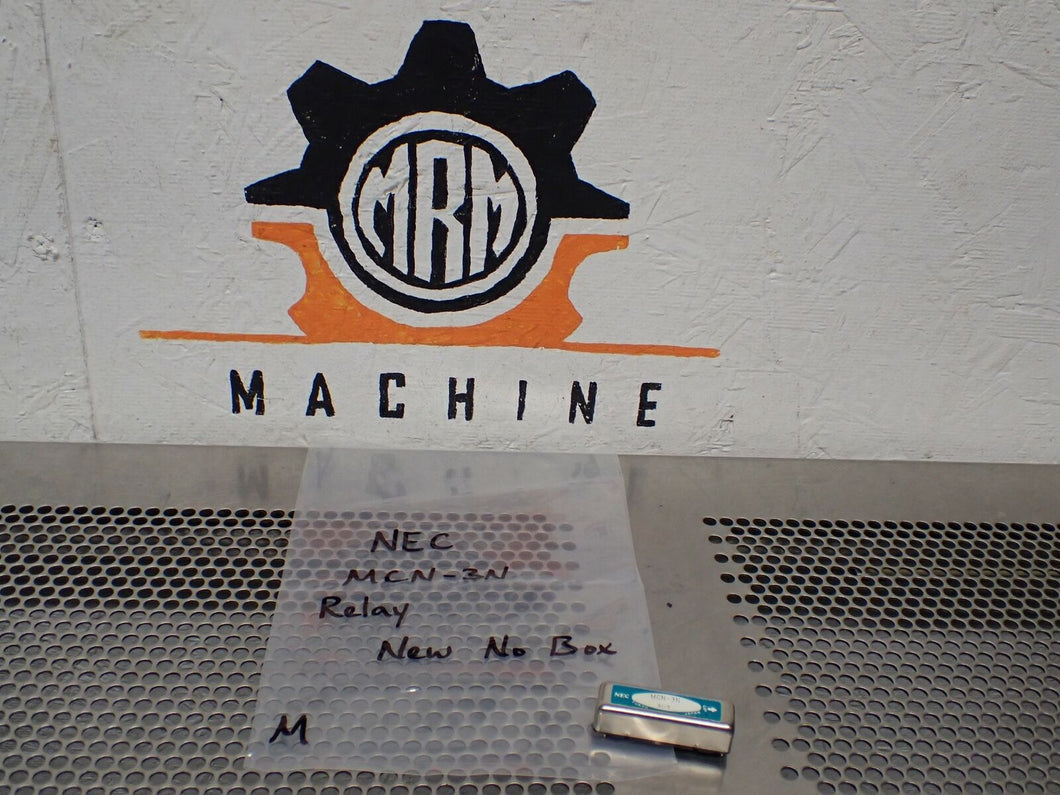 MRM
MACHINE
NEC
MCN-3N
Relay
New No Box
M
NEC
MCN-3N